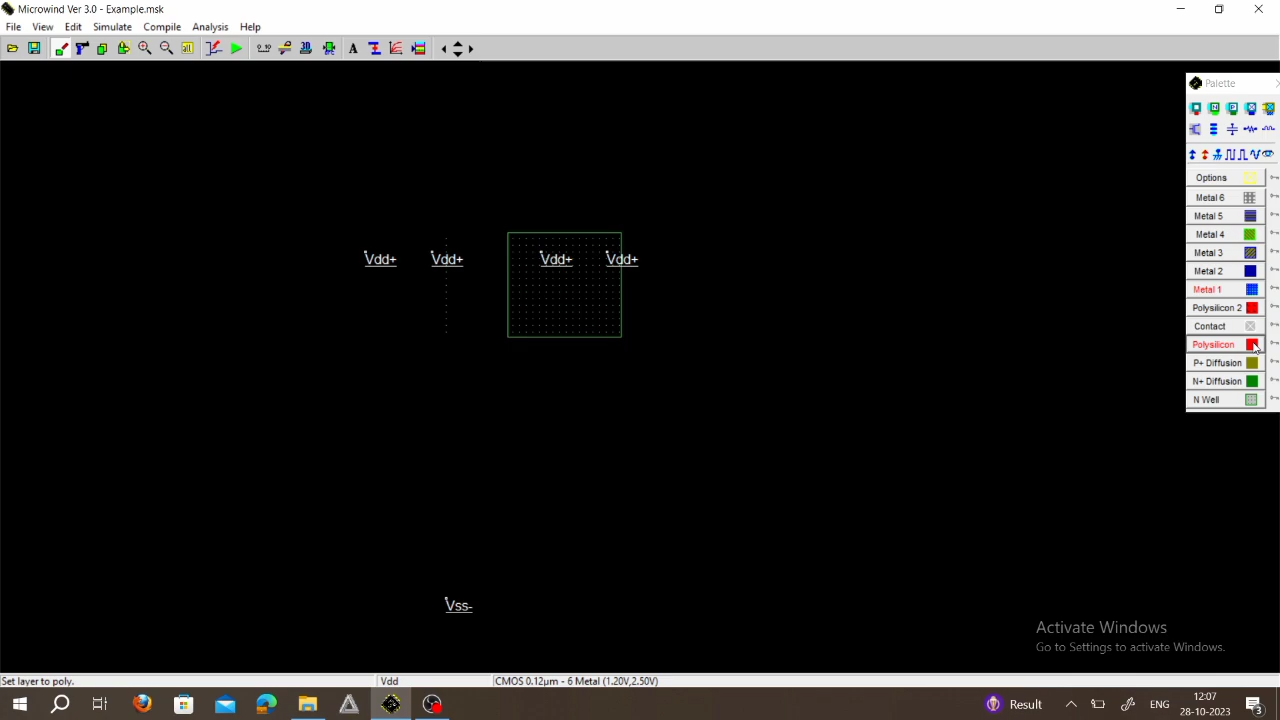 Microwind Ver 3.0 - Example.msk
File View Edit Simulate Compile Analysis Help
Palette
Options
Metal 6
Metal 5
Metal 4
Metal 3
Metal 2
Metal 1
Polysilicon 2
Contact
Polysilicon
P+ Diffusion
N+ Diffusion
N Well
Vdd+ Vdd+ Vdd+ Vdd+
Vss-
Activate Windows
Go to Settings to activate Windows.
Set layer to poly. Vdd CMOS 0.12µm - 6 Metal (1.20V,2.50V)
Result ENG 12:07
28-10-2023 3